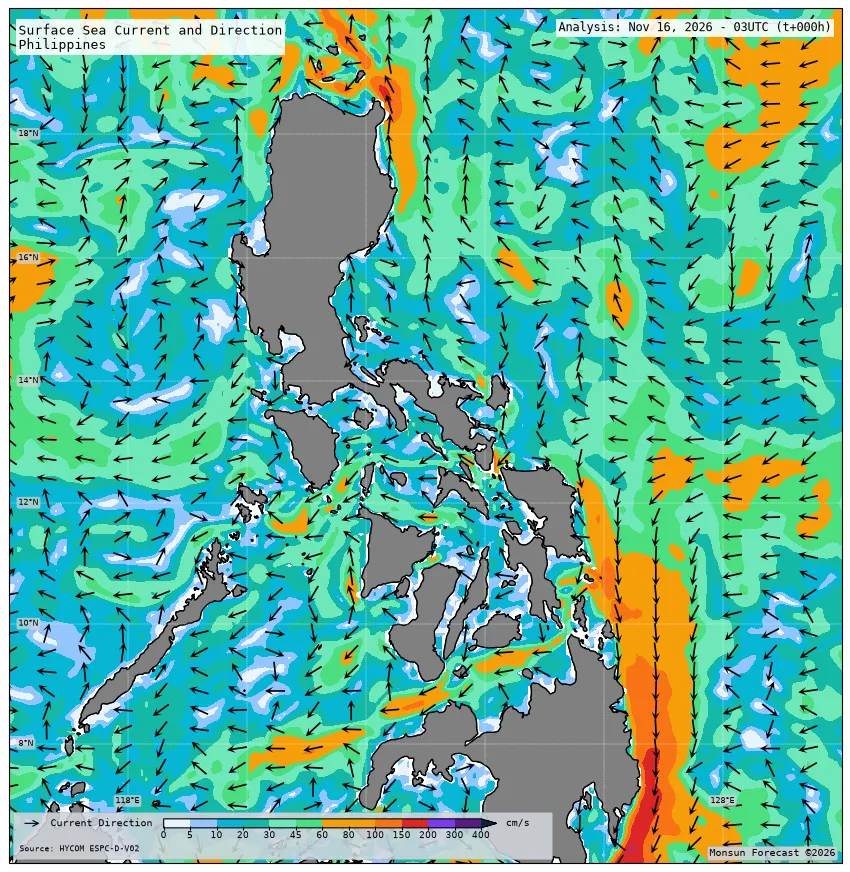 Surface Sea Current and Direction
Philippines
Analysis: Nov 16, 2026 - 03UTC (t+000h)
18°N
16°N
14°N
12°N
10°N
8°N
118°E
128°E
Current Direction
0 5 10 20 30 45 60 80 100 150 200 300 400
cm/s
Source: HYCOM ESPC-D-V02
Monsun Forecast ©2026